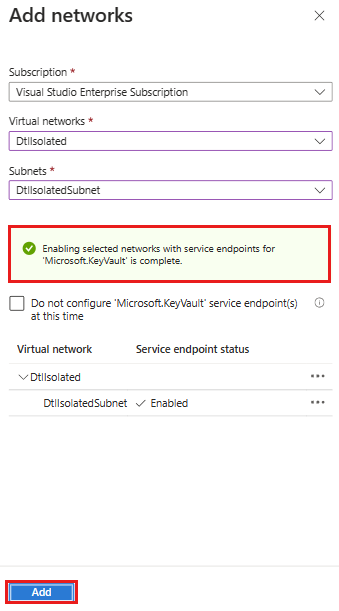 Add networks
Subscription *
Visual Studio Enterprise Subscription
Virtual networks *
DtlIsolated
Subnets *
DtlIsolatedSubnet
Enabling selected networks with service endpoints for
'Microsoft.KeyVault' is complete.
Do not configure 'Microsoft.KeyVault' service endpoint(s)
at this time
Virtual network Service endpoint status
DtlIsolated
DtlIsolatedSubnet Enabled
Add